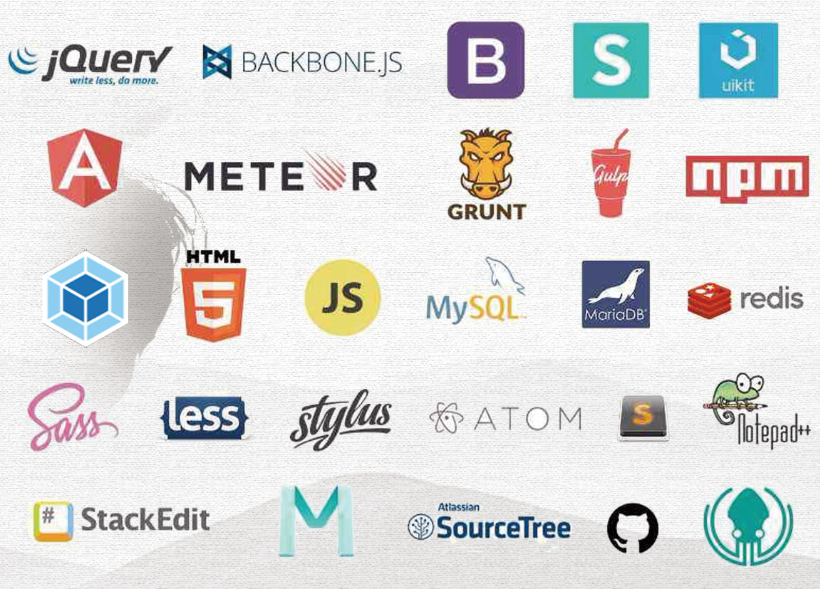 jQuery
write less, do more.
BACKBONE.JS
B
S
uikit
A
METEOR
GRUNT
Gulp
npm
HTML
5
JS
MySQL
MariaDB
redis
Sass
{less}
stylus
ATOM
S
Notepad++
# StackEdit
M
Atlassian
SourceTree